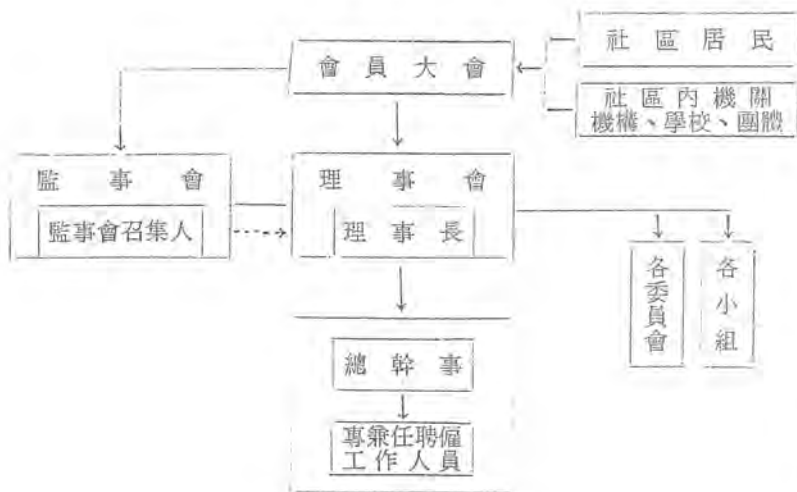 社區居民
會員大會
社區內機關
機構、學校、團體
監事會
理事會
監事會召集人
理事長
各委員會
各小組
總幹事
專兼任聘僱
工作人員